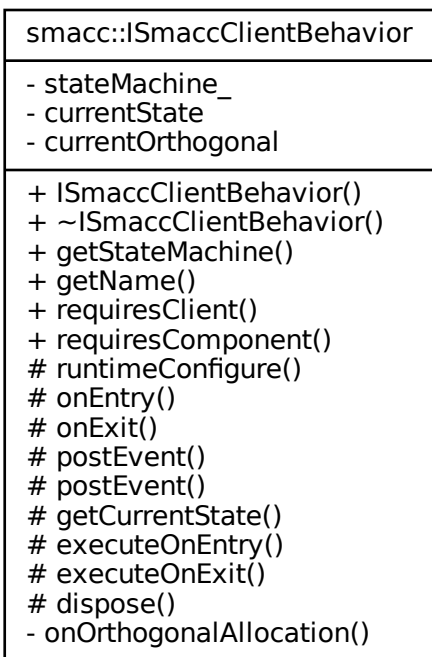 smacc::ISmaccClientBehavior
- stateMachine_
- currentState
- currentOrthogonal
+ ISmaccClientBehavior()
+ ~ISmaccClientBehavior()
+ getStateMachine()
+ getName()
+ requiresClient()
+ requiresComponent()
# runtimeConfigure()
# onEntry()
# onExit()
# postEvent()
# postEvent()
# getCurrentState()
# executeOnEntry()
# executeOnExit()
# dispose()
- onOrthogonalAllocation()